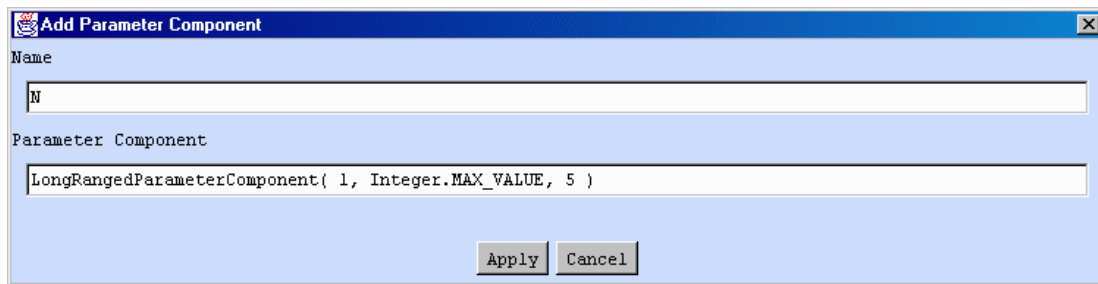 Add Parameter Component
Name
N
Parameter Component
LongRangedParameterComponent( 1, Integer.MAX_VALUE, 5 )
Apply Cancel